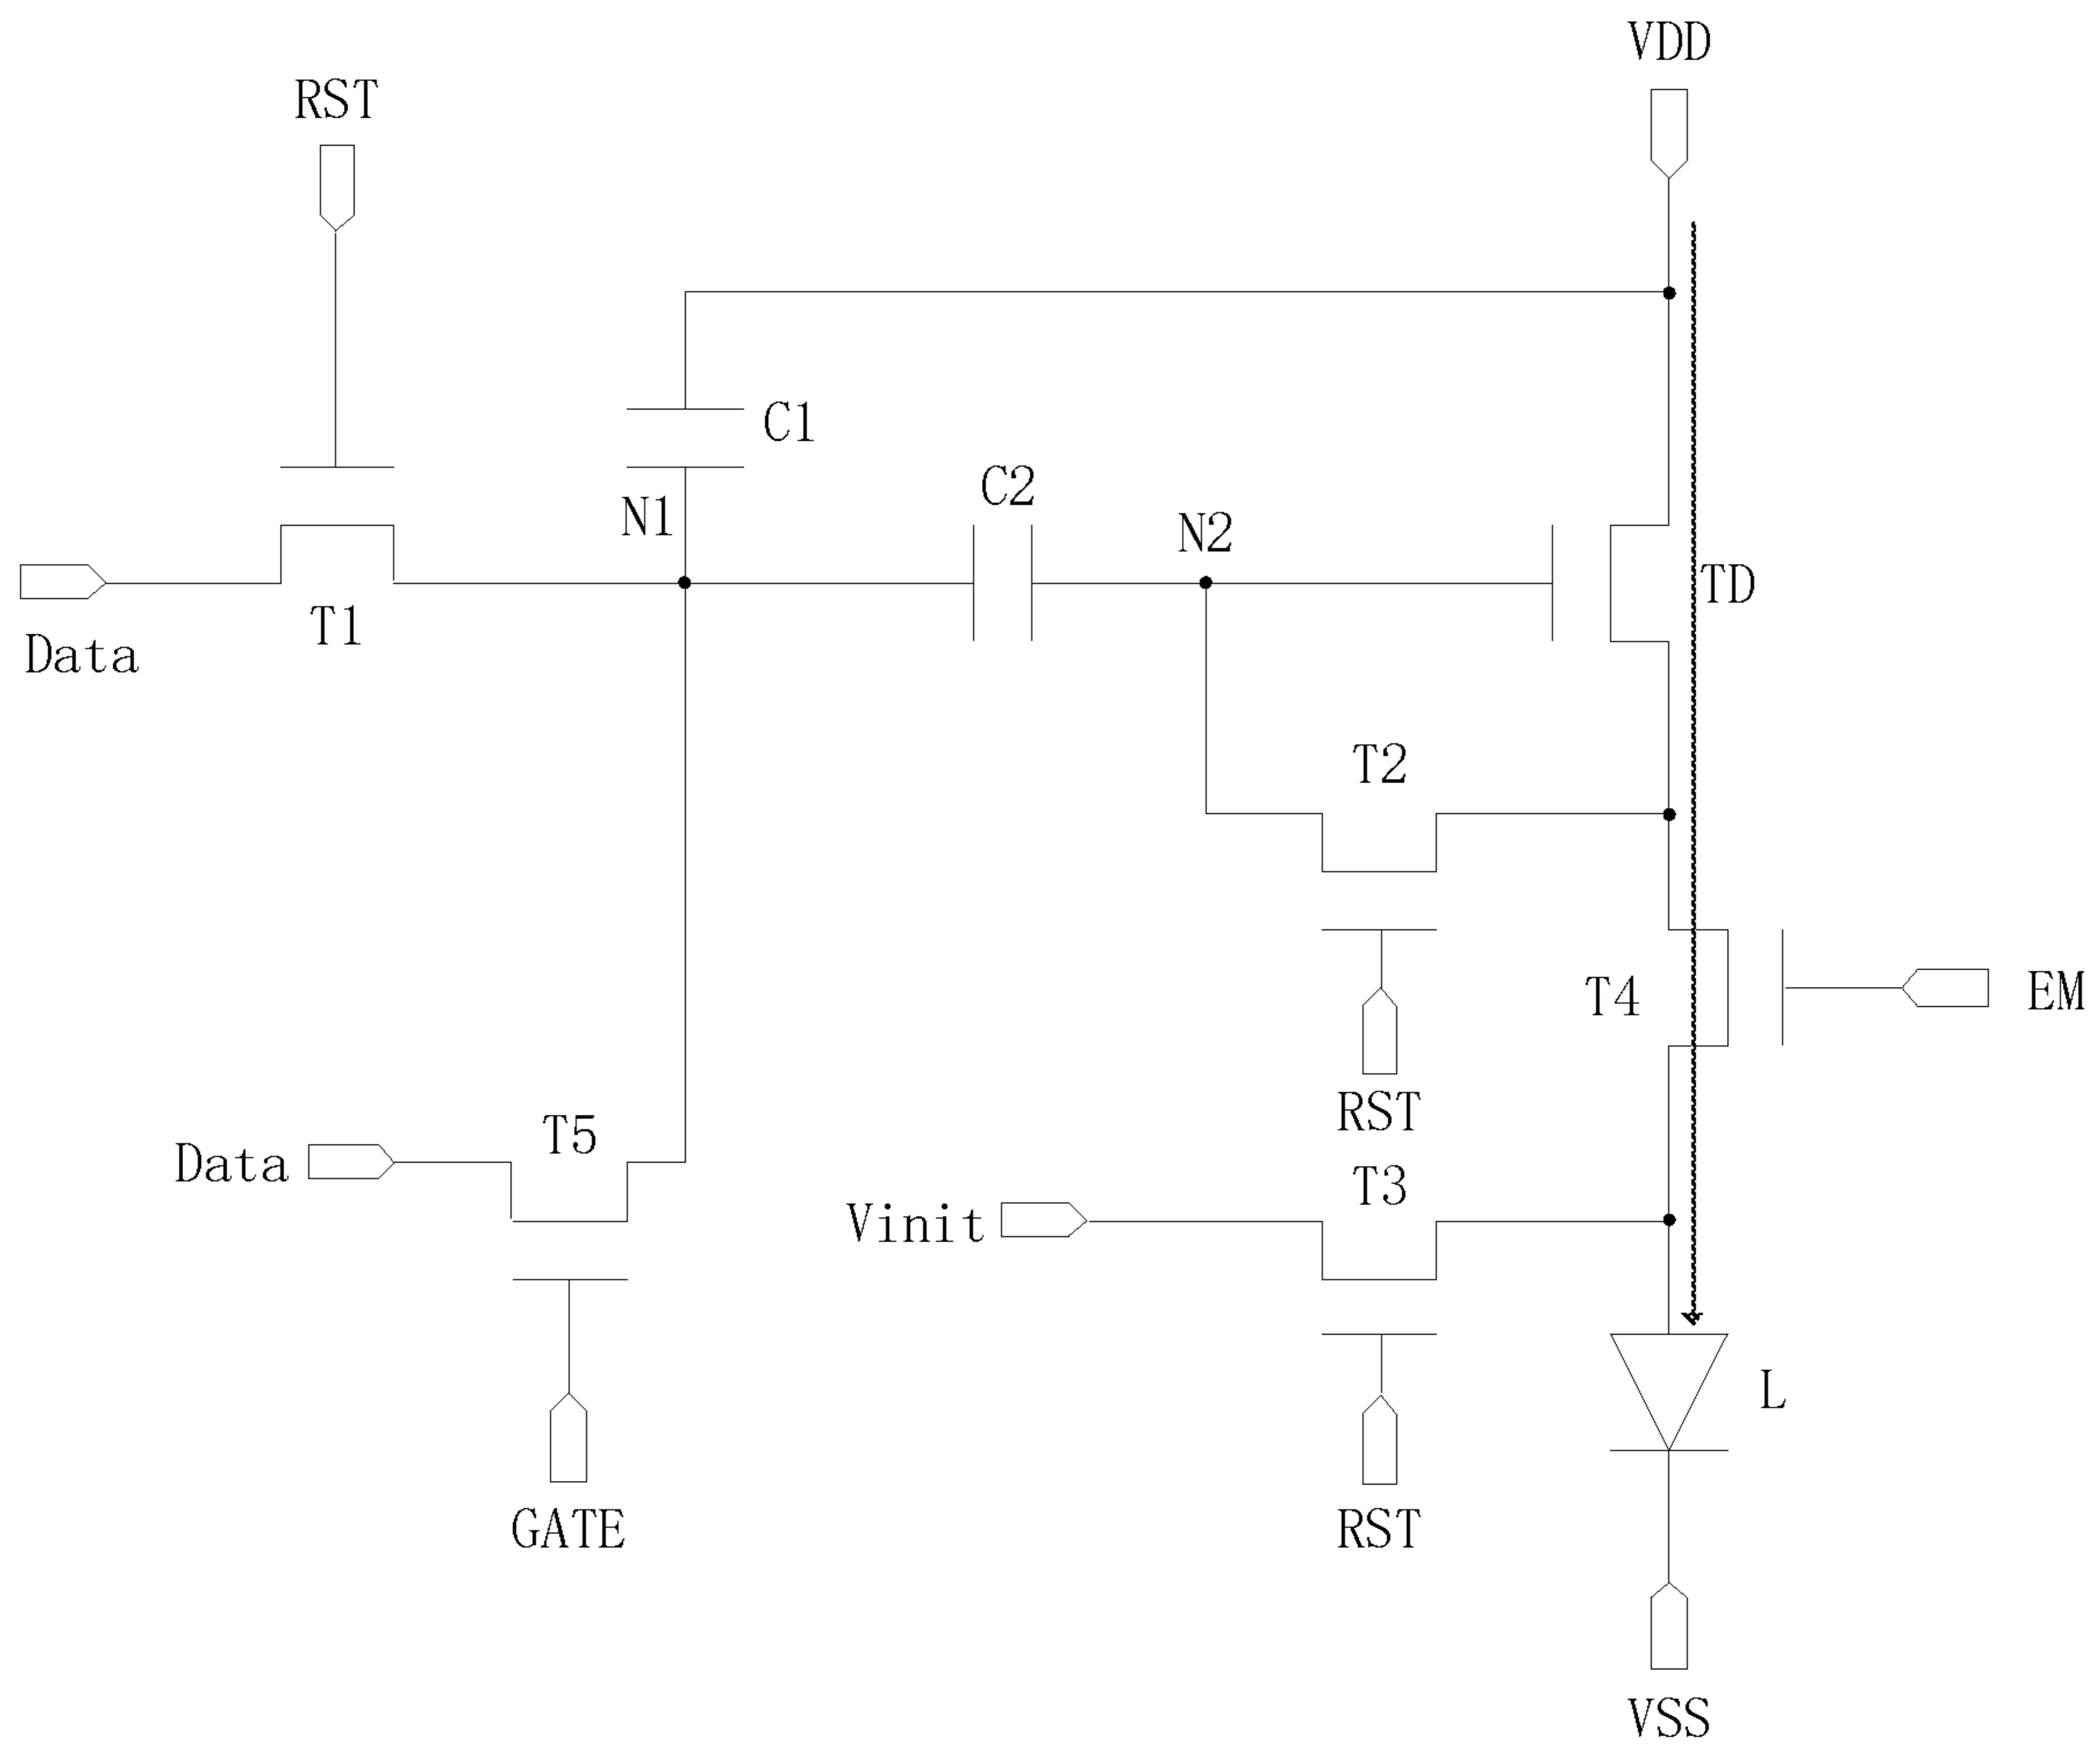 VDD
RST
C1
C2
N1
N2
TD
T1
Data
T2
T4
EM
RST
T5
Data
T3
Vinit
L
GATE
RST
VSS